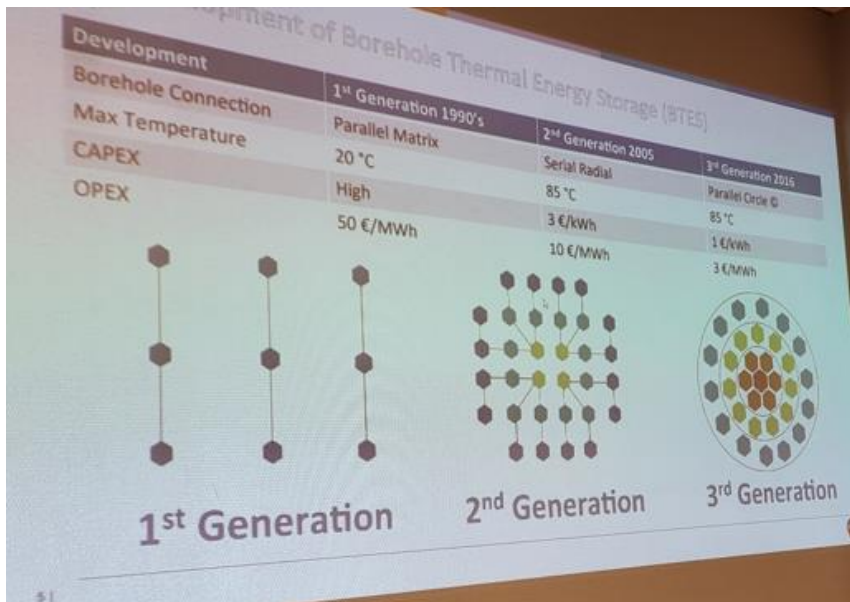 opment of Borehole Thermal Energy Storage (BTES)
Development 1st Generation 1990's 2nd Generation 2005 3rd Generation 2016
Borehole Connection Parallel Matrix Serial Radial Parallel Circle ©
Max Temperature 20 °C 85 °C 85 °C
CAPEX High 3 €/kWh 1 €/kWh
OPEX 50 €/MWh 10 €/MWh 3 €/MWh
1st Generation 2nd Generation 3rd Generation
5 |